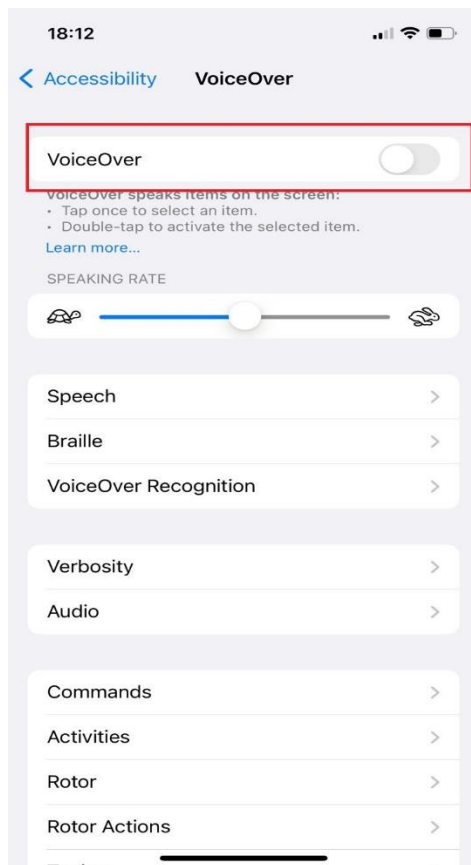 18:12
Accessibility VoiceOver
VoiceOver
VoiceOver speaks items on the screen:
• Tap once to select an item.
• Double-tap to activate the selected item.
Learn more...
SPEAKING RATE
Speech
Braille
VoiceOver Recognition
Verbosity
Audio
Commands
Activities
Rotor
Rotor Actions